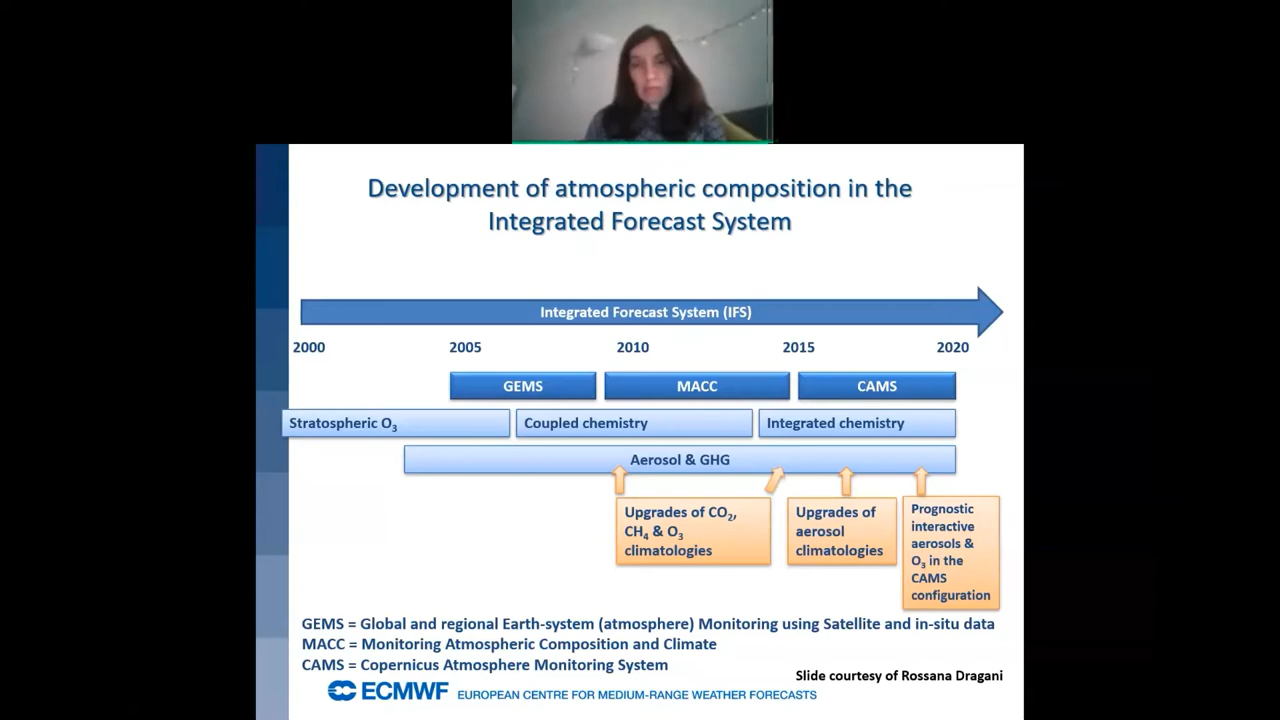 Development of atmospheric composition in the
Integrated Forecast System
Integrated Forecast System (IFS)
2000 2005 2010 2015 2020
GEMS MACC CAMS
Stratospheric O₃ Coupled chemistry Integrated chemistry
Aerosol & GHG
Upgrades of CO₂,
CH₄ & O₃
climatologies
Upgrades of
aerosol
climatologies
Prognostic
interactive
aerosols &
O₃ in the
CAMS
configuration
GEMS = Global and regional Earth-system (atmosphere) Monitoring using Satellite and in-situ data
MACC = Monitoring Atmospheric Composition and Climate
CAMS = Copernicus Atmosphere Monitoring System
Slide courtesy of Rossana Dragani
ECMWF EUROPEAN CENTRE FOR MEDIUM-RANGE WEATHER FORECASTS